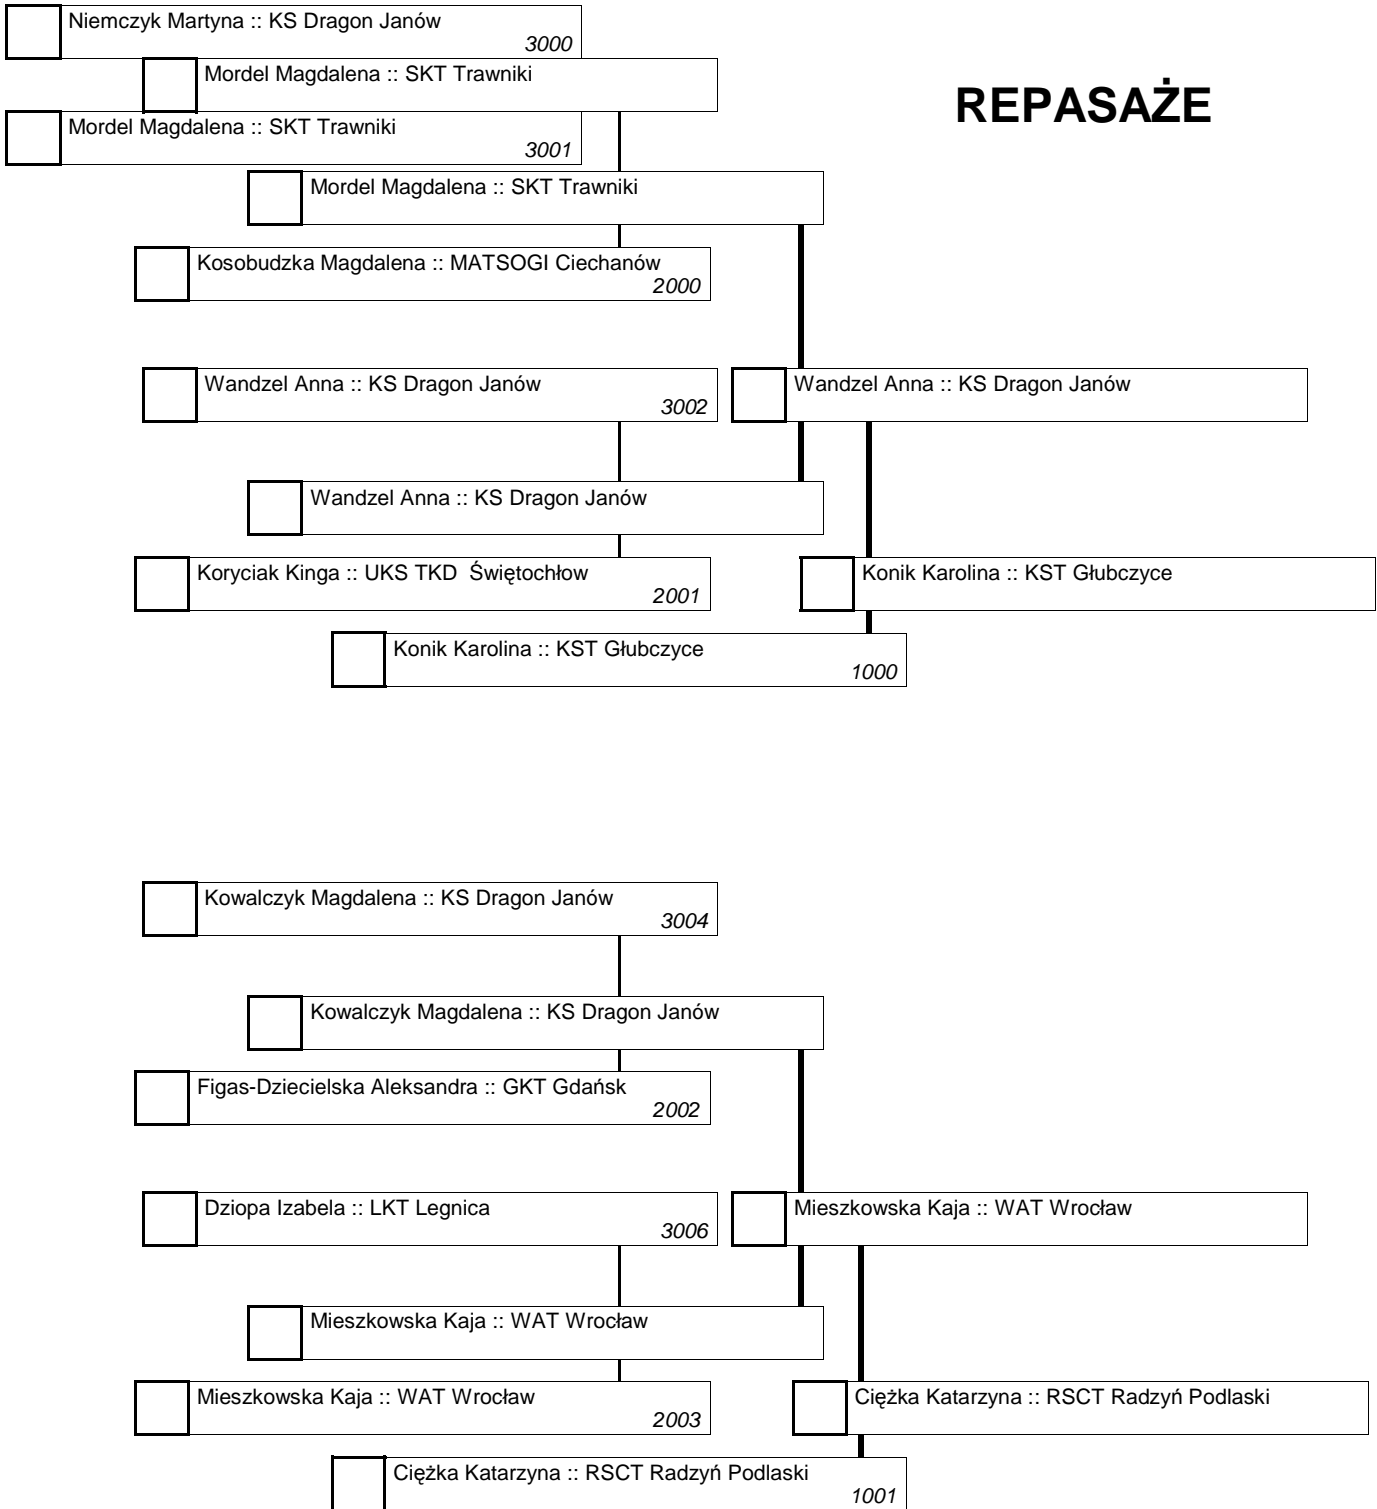 Niemczyk Martyna :: KS Dragon Janów
3000
Mordel Magdalena :: SKT Trawniki
REPASAŻE
Mordel Magdalena :: SKT Trawniki
3001
Mordel Magdalena :: SKT Trawniki
Kosobudzka Magdalena :: MATSOGI Ciechanów
2000
Wandzel Anna :: KS Dragon Janów
3002
Wandzel Anna :: KS Dragon Janów
Wandzel Anna :: KS Dragon Janów
Koryciak Kinga :: UKS TKD  Świętochłow
2001
Konik Karolina :: KST Głubczyce
Konik Karolina :: KST Głubczyce
1000
Kowalczyk Magdalena :: KS Dragon Janów
3004
Kowalczyk Magdalena :: KS Dragon Janów
Figas-Dziecielska Aleksandra :: GKT Gdańsk
2002
Dziopa Izabela :: LKT Legnica
3006
Mieszkowska Kaja :: WAT Wrocław
Mieszkowska Kaja :: WAT Wrocław
Mieszkowska Kaja :: WAT Wrocław
2003
Ciężka Katarzyna :: RSCT Radzyń Podlaski
Ciężka Katarzyna :: RSCT Radzyń Podlaski
1001